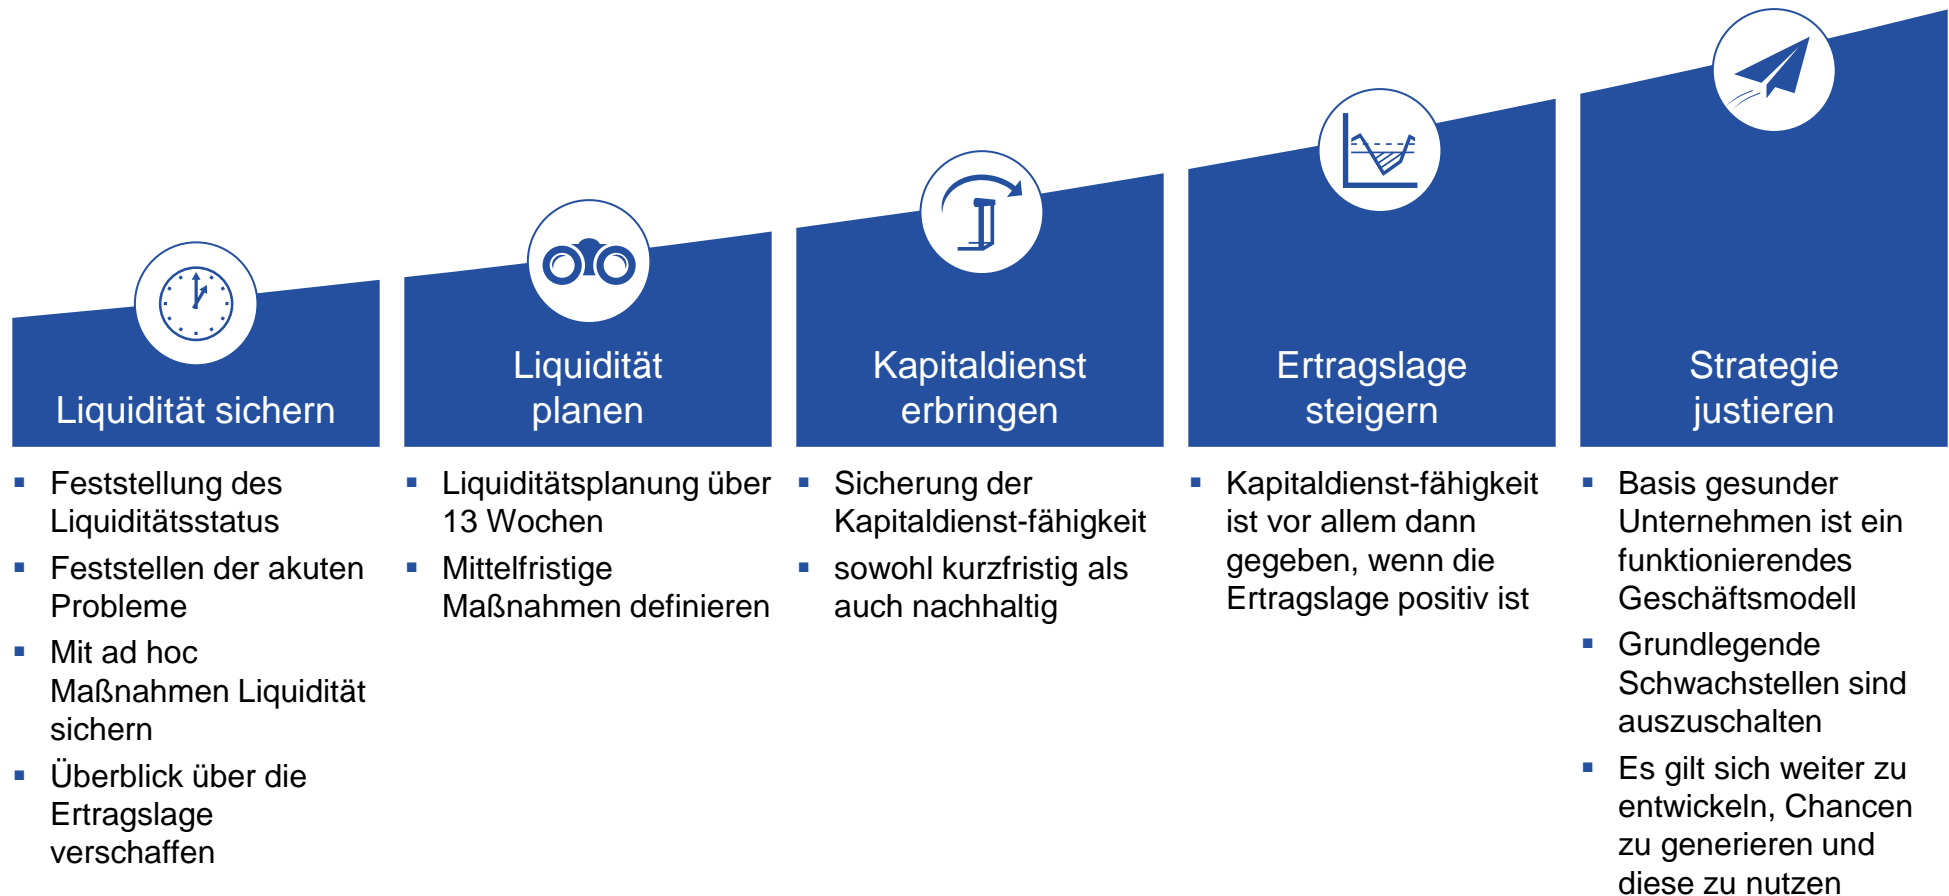 Liquidität sichern
Liquidität
planen
Kapitaldienst
erbringen
Ertragslage
steigern
Strategie
justieren
Feststellung des
Liquiditätsstatus
Feststellen der akuten
Probleme
Mit ad hoc
Maßnahmen Liquidität
sichern
Überblick über die
Ertragslage
verschaffen
Liquiditätsplanung über
13 Wochen
Mittelfristige
Maßnahmen definieren
Sicherung der
Kapitaldienst-fähigkeit
sowohl kurzfristig als
auch nachhaltig
Kapitaldienst-fähigkeit
ist vor allem dann
gegeben, wenn die
Ertragslage positiv ist
Basis gesunder
Unternehmen ist ein
funktionierendes
Geschäftsmodell
Grundlegende
Schwachstellen sind
auszuschalten
Es gilt sich weiter zu
entwickeln, Chancen
zu generieren und
diese zu nutzen